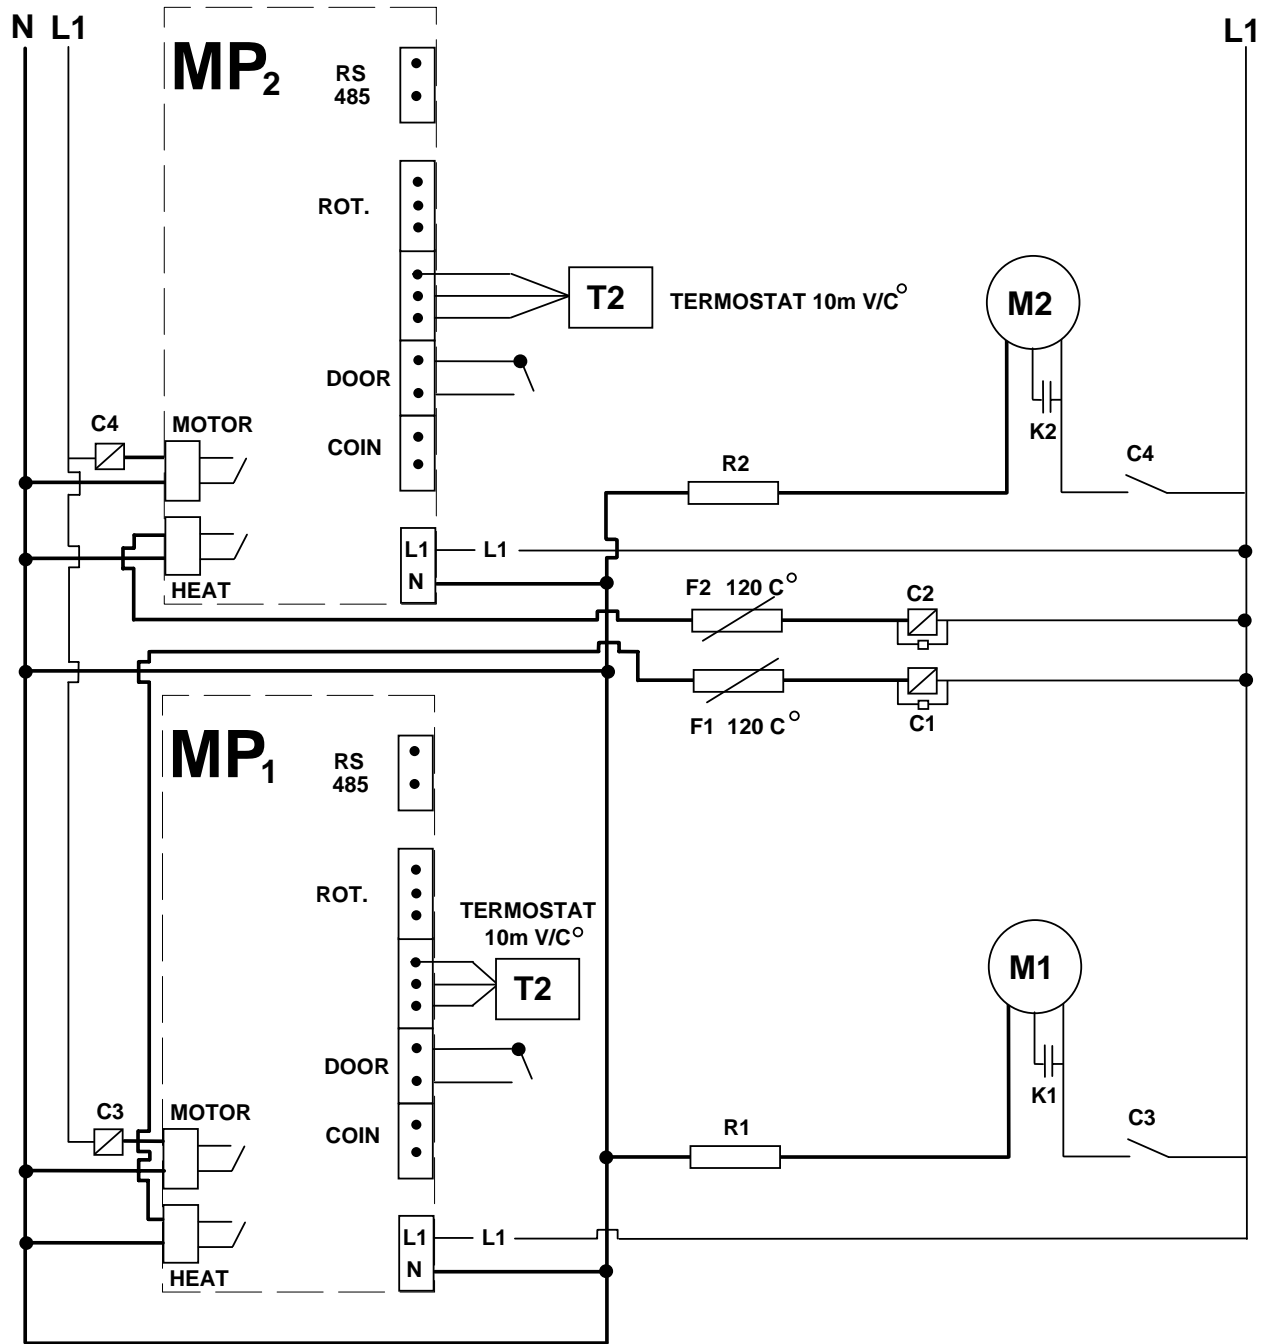 N L1
L1
MP2
RS
485
ROT.
T2
TERMOSTAT 10m V/C°
M2
DOOR
K2
C4
MOTOR
COIN
R2
C4
L1
L1
N
HEAT
F2 120 C°
C2
F1 120 C°
C1
MP1
RS
485
ROT.
TERMOSTAT
10m V/C°
T2
M1
DOOR
K1
C3
MOTOR
COIN
R1
C3
L1
L1
N
HEAT